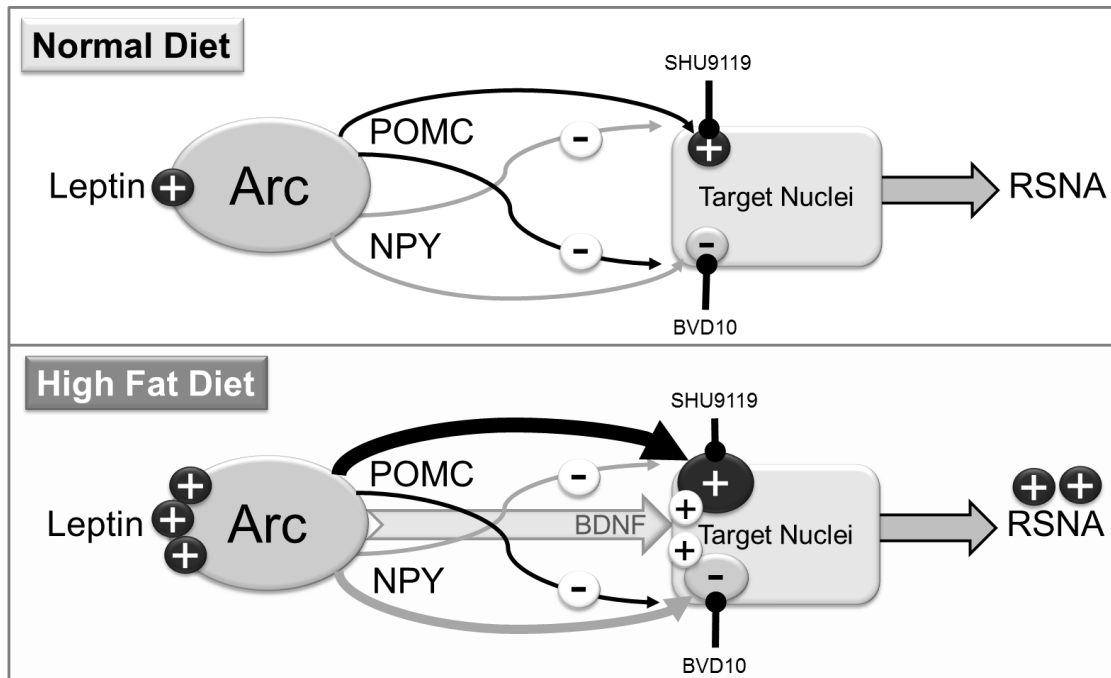 Normal Diet
SHU9119
POMC
-
+
Leptin + Arc
Target Nuclei
RSNA
NPY
-
-
BVD10
High Fat Diet
SHU9119
POMC
-
+
+
+
Leptin + Arc
BDNF
Target Nuclei
+ +
RSNA
+
+
NPY
-
-
BVD10